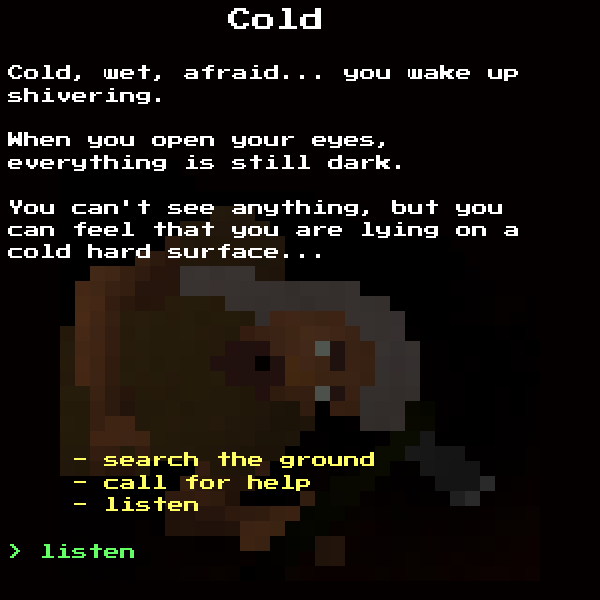 Cold
Cold, wet, afraid... you wake up
shivering.
When you open your eyes,
everything is still dark.
You can't see anything, but you
can feel that you are lying on a
cold hard surface...
- search the ground
- call for help
- listen
> listen